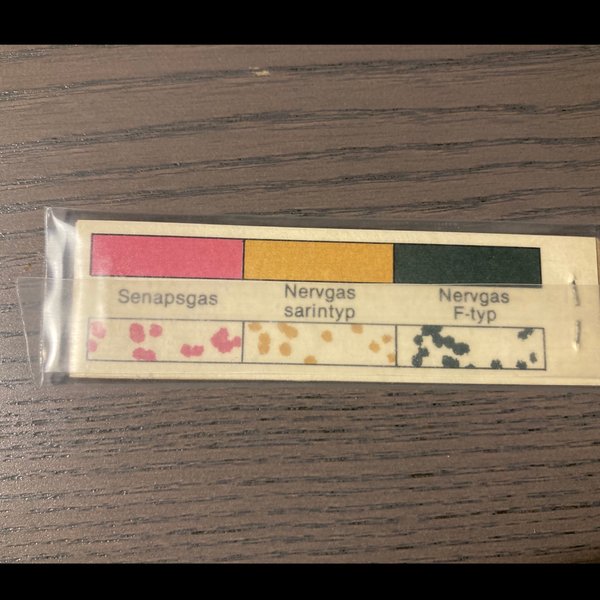 Senapsgas
Nervgas
sarintyp
Nervgas
F-typ